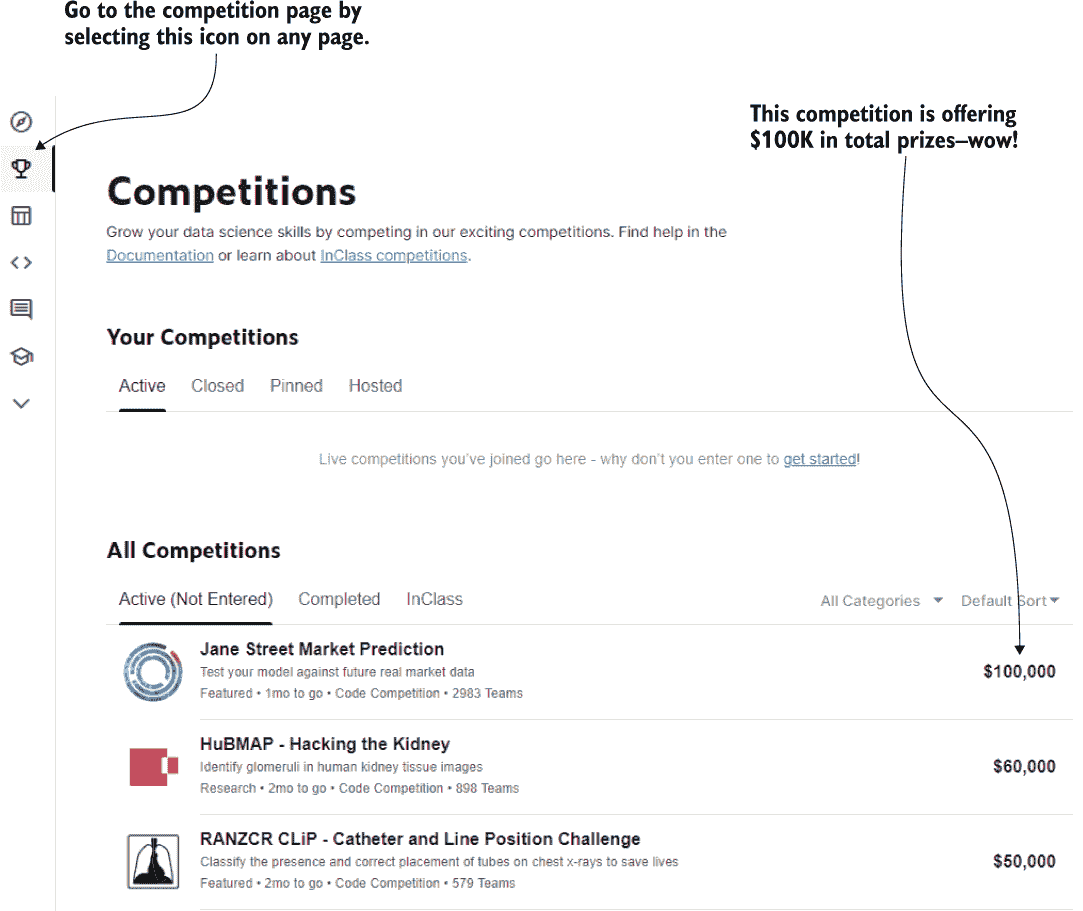 Go to the competition page by
selecting this icon on any page.
This competition is offering
$100K in total prizes–wow!
Competitions
Grow your data science skills by competing in our exciting competitions. Find help in the
Documentation or learn about InClass competitions.
Your Competitions
Active Closed Pinned Hosted
Live competitions you've joined go here - why don't you enter one to get started!
All Competitions
Active (Not Entered) Completed InClass All Categories Default Sort
Jane Street Market Prediction
Test your model against future real market data
$100,000
Featured • 1mo to go • Code Competition • 2983 Teams
HuBMAP - Hacking the Kidney
Identify glomeruli in human kidney tissue images
$60,000
Research • 2mo to go • Code Competition • 898 Teams
RANZCR CLiP - Catheter and Line Position Challenge
Classify the presence and correct placement of tubes on chest x-rays to save lives
$50,000
Featured • 2mo to go • Code Competition • 579 Teams